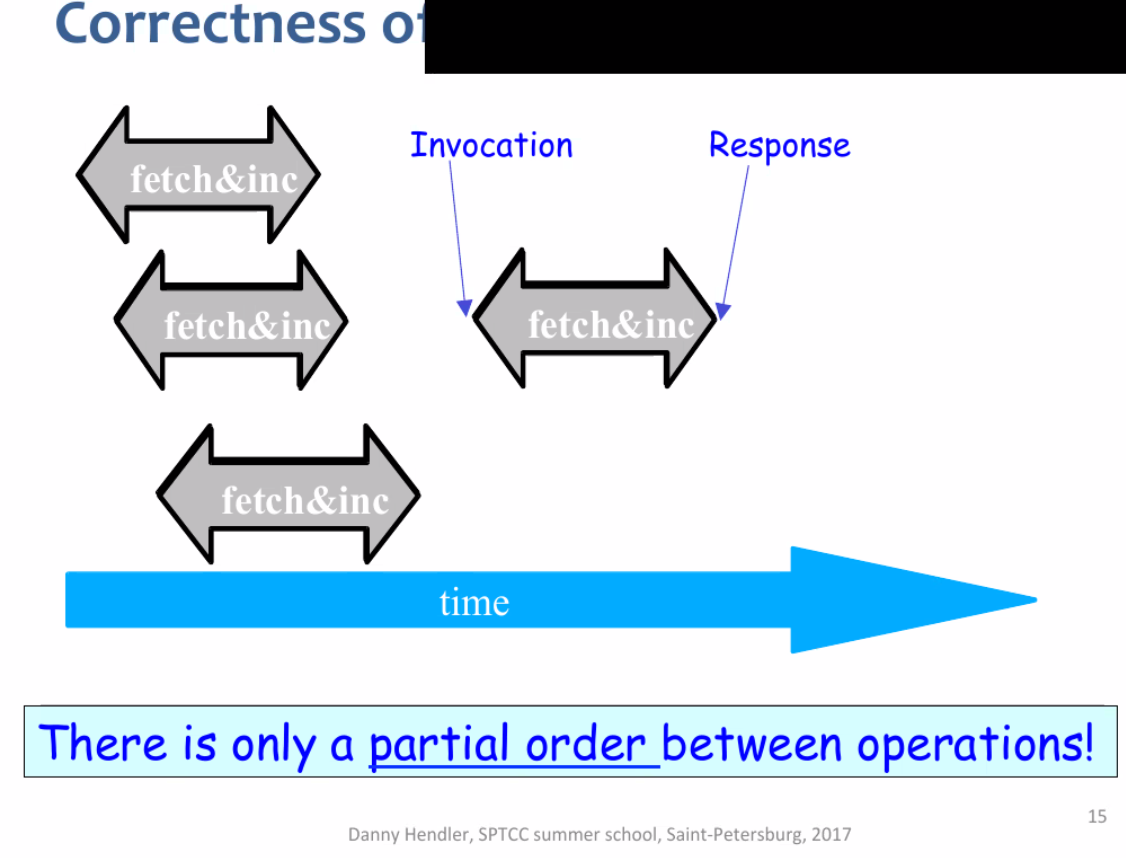 Correctness of
Invocation
Response
fetch&inc
fetch&inc
fetch&inc
fetch&inc
time
There is only a partial order between operations!
15
Danny Hendler, SPTCC summer school, Saint-Petersburg, 2017